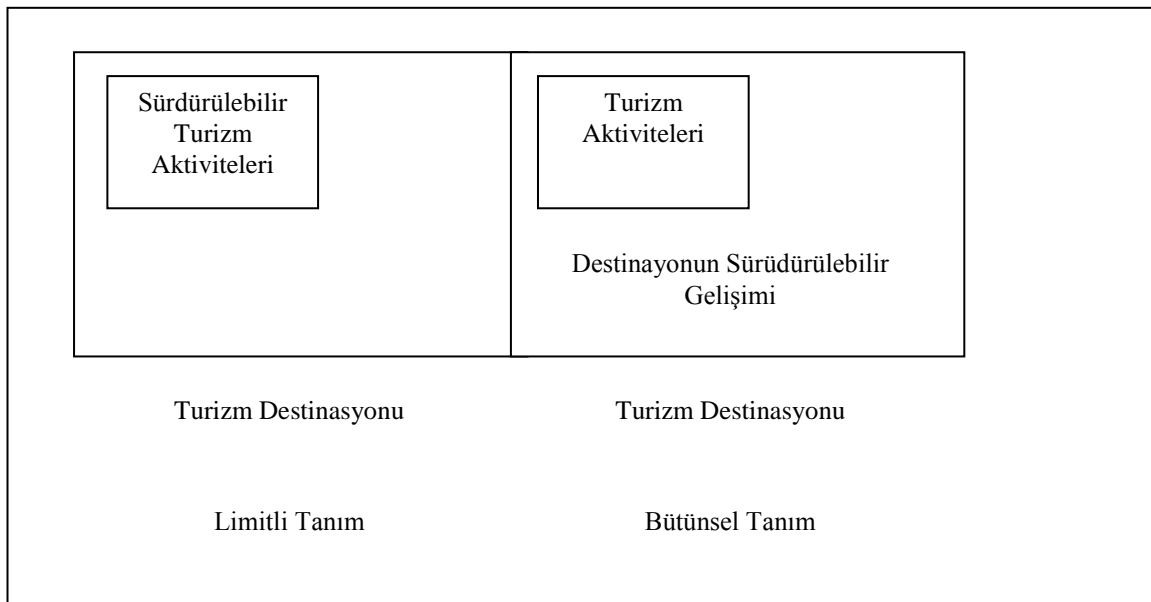 Sürdürülebilir
Turizm
Aktiviteleri
Turizm
Aktiviteleri
Destinayonun Sürüdürülebilir
Gelişimi
Turizm Destinasyonu
Turizm Destinasyonu
Limitli Tanım
Bütünsel Tanım